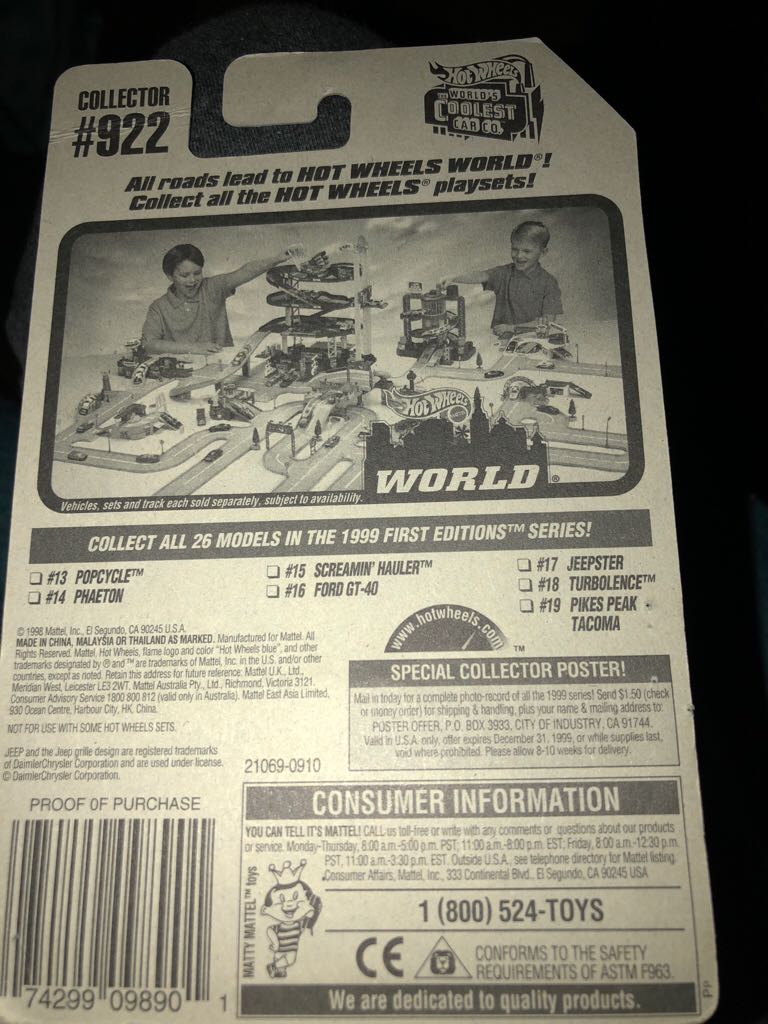 COLLECTOR
#922
HOT WHEELS
THE WORLD'S
COOLEST
CAR CO.
All roads lead to HOT WHEELS WORLD®!
Collect all the HOT WHEELS® playsets!
HOT WHEELS
WORLD®
Vehicles, sets and track each sold separately, subject to availability.
COLLECT ALL 26 MODELS IN THE 1999 FIRST EDITIONS™ SERIES!
#13 POPCYCLE™
#14 PHAETON
#15 SCREAMIN' HAULER™
#16 FORD GT-40
#17 JEEPSTER
#18 TURBOLENCE™
#19 PIKES PEAK
TACOMA
© 1998 Mattel, Inc., El Segundo, CA 90245 U.S.A.
MADE IN CHINA, MALAYSIA OR THAILAND AS MARKED. Manufactured for Mattel. All
Rights Reserved. Mattel, Hot Wheels, flame logo and color "Hot Wheels blue", and other
trademarks designated by ® and ™ are trademarks of Mattel, Inc. in the U.S. and/or other
countries, except as noted. Retain this address for future reference: Mattel U.K., Ltd.,
Meridian West, Leicester LE3 2WT. Mattel Australia Pty., Ltd., Richmond, Victoria 3121.
Consumer Advisory Service 1800 800 812 (valid only in Australia). Mattel East Asia Limited,
930 Ocean Centre, Harbour City, HK, China.
NOT FOR USE WITH SOME HOT WHEELS SETS.
JEEP and the Jeep grille design are registered trademarks
of DaimlerChrysler Corporation and are used under license.
© DaimlerChrysler Corporation.
21069-0910
www.hotwheels.com
™
SPECIAL COLLECTOR POSTER!
Mail in today for a complete photo-record of all the 1999 series! Send $1.50 (check
or money order) for shipping & handling, plus your name & mailing address to:
POSTER OFFER, P.O. BOX 3933, CITY OF INDUSTRY, CA 91744.
Valid in U.S.A. only, offer expires December 31, 1999, or while supplies last,
void where prohibited. Please allow 8-10 weeks for delivery.
PROOF OF PURCHASE
74299 09890 1
CONSUMER INFORMATION
YOU CAN TELL IT'S MATTEL! CALL us toll-free or write with any comments or questions about our products
or service. Monday-Thursday, 8:00 a.m.-5:00 p.m. PST; 11:00 a.m.-8:00 p.m. EST: Friday, 8:00 a.m.-12:30 p.m.
PST, 11:00 a.m.-3:30 p.m. EST. Outside U.S.A., see telephone directory for Mattel listing.
Consumer Affairs, Mattel, Inc., 333 Continental Blvd., El Segundo, CA 90245 USA
MATTY MATTEL™ toys
1 (800) 524-TOYS
CE
CONFORMS TO THE SAFETY
REQUIREMENTS OF ASTM F963.
We are dedicated to quality products.
PP